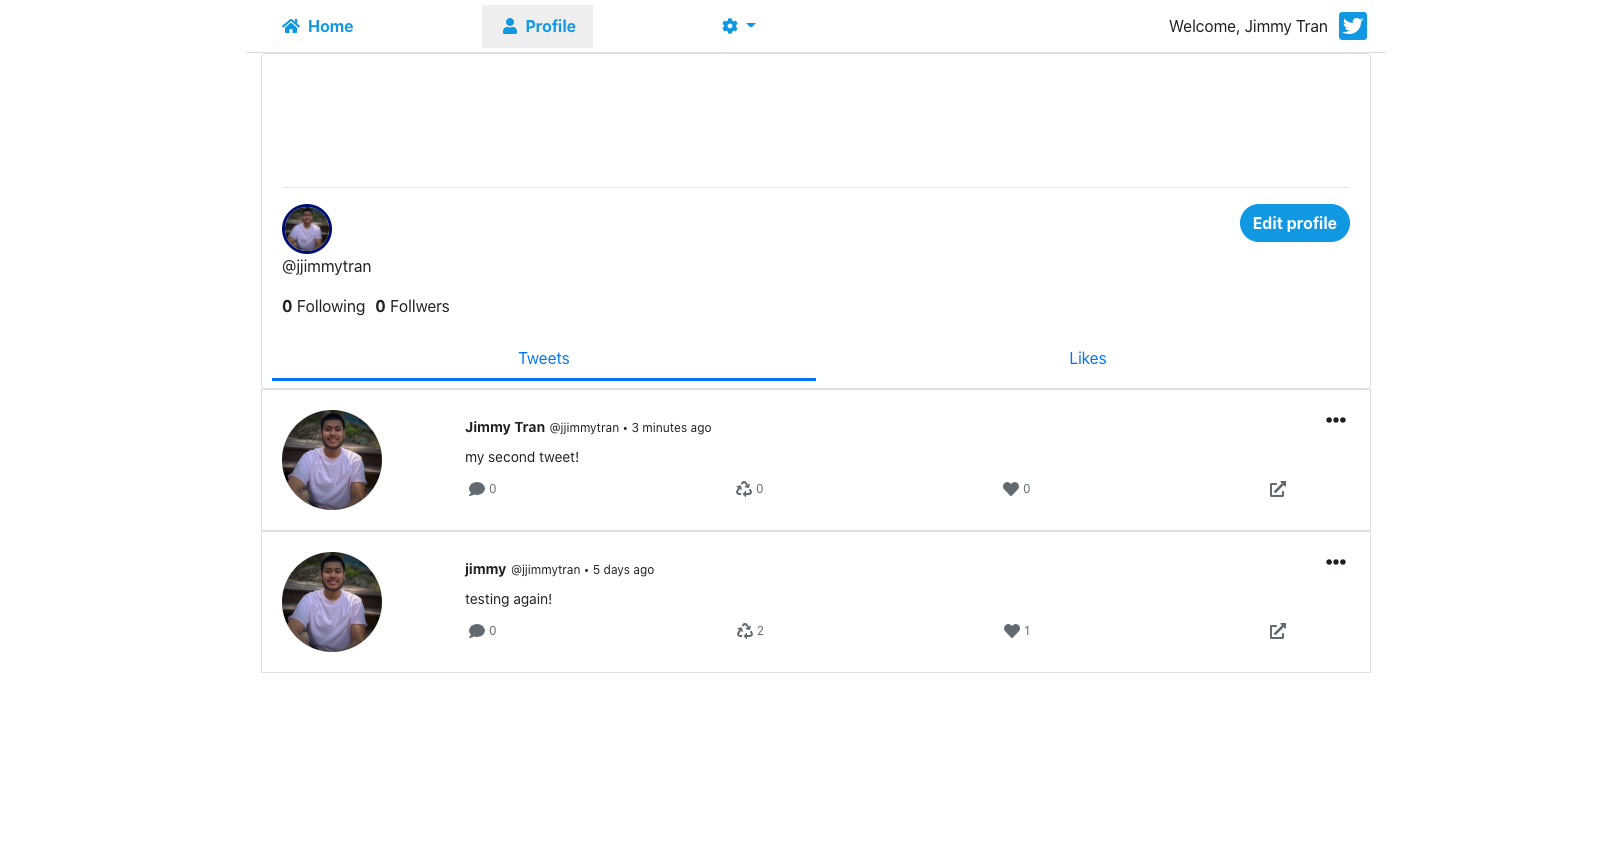 Home Profile Welcome, Jimmy Tran
Edit profile
@jjimmytran
0 Following 0 Follwers
Tweets Likes
Jimmy Tran @jjimmytran • 3 minutes ago
my second tweet!
0 0 0
jimmy @jjimmytran • 5 days ago
testing again!
0 2 1